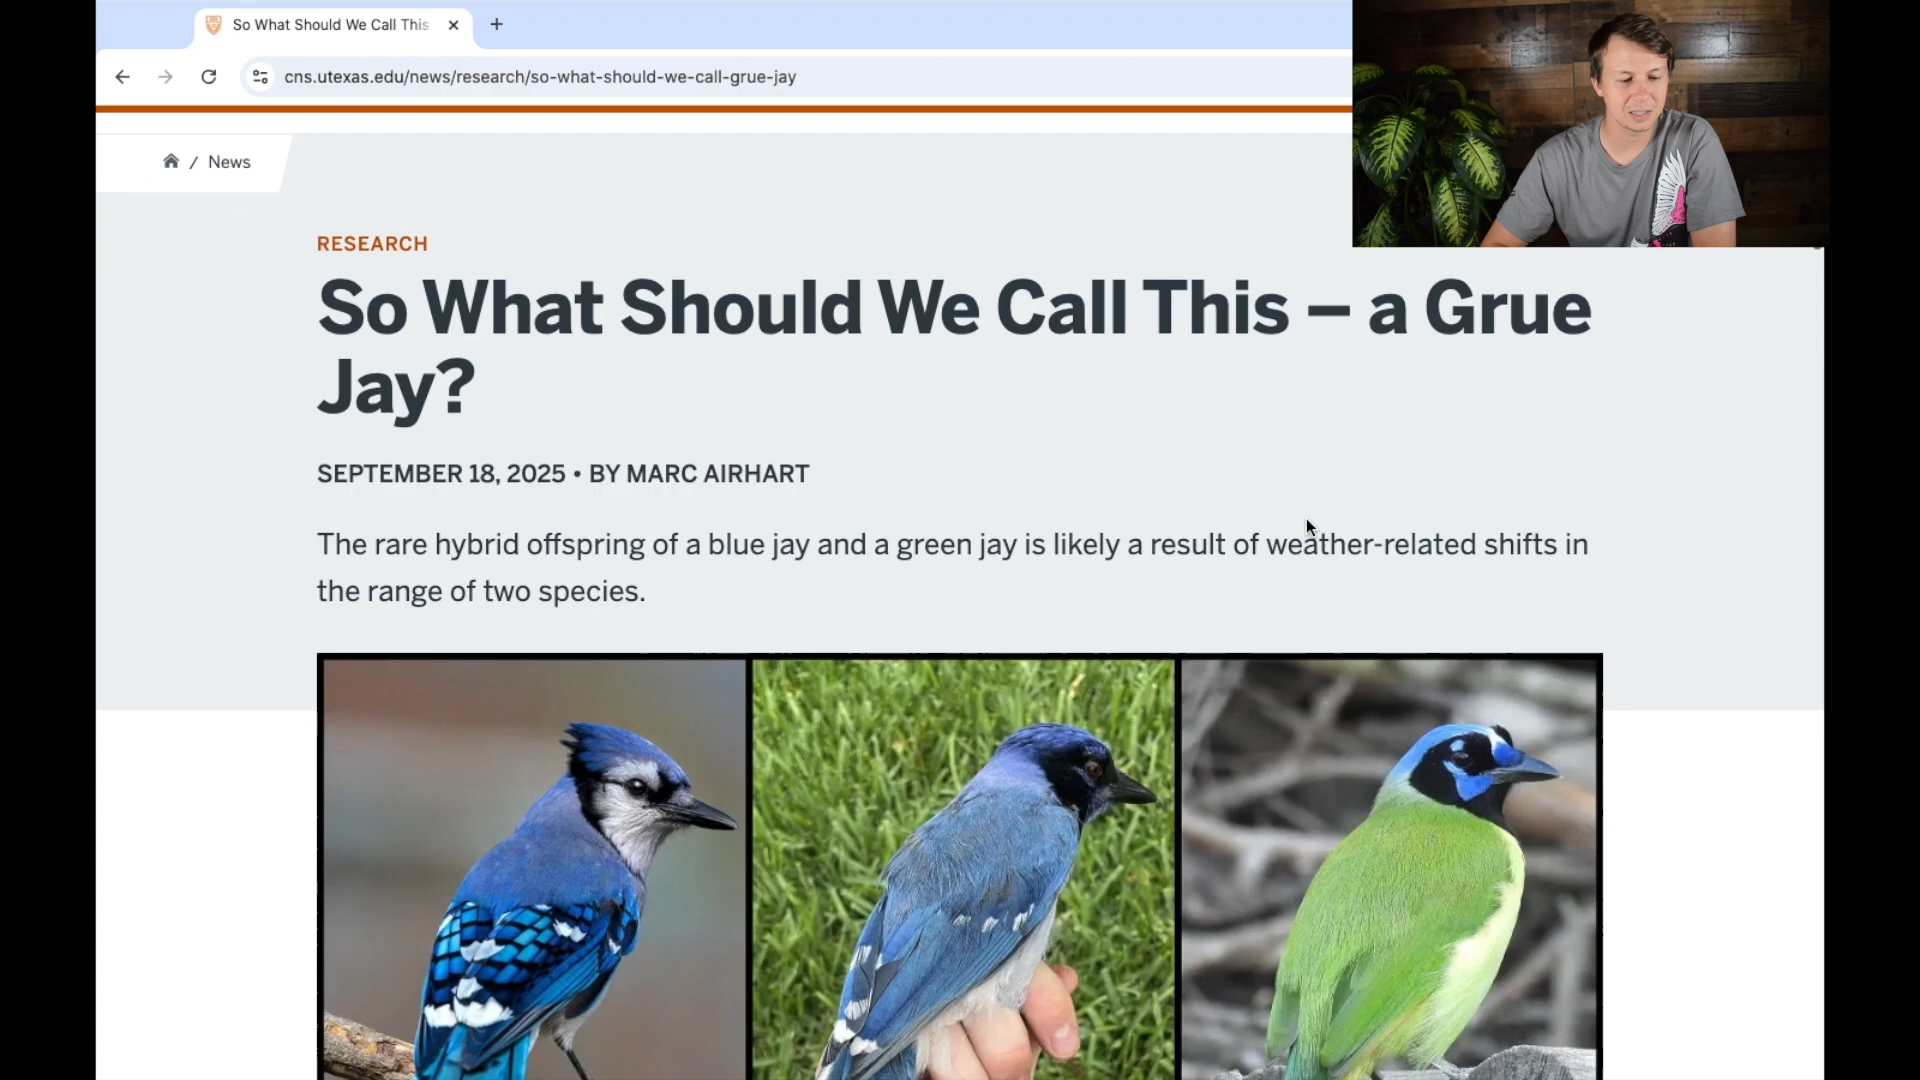 So What Should We Call This
cns.utexas.edu/news/research/so-what-should-we-call-grue-jay
/ News
RESEARCH
So What Should We Call This – a Grue
Jay?
SEPTEMBER 18, 2025 • BY MARC AIRHART
The rare hybrid offspring of a blue jay and a green jay is likely a result of weather-related shifts in
the range of two species.